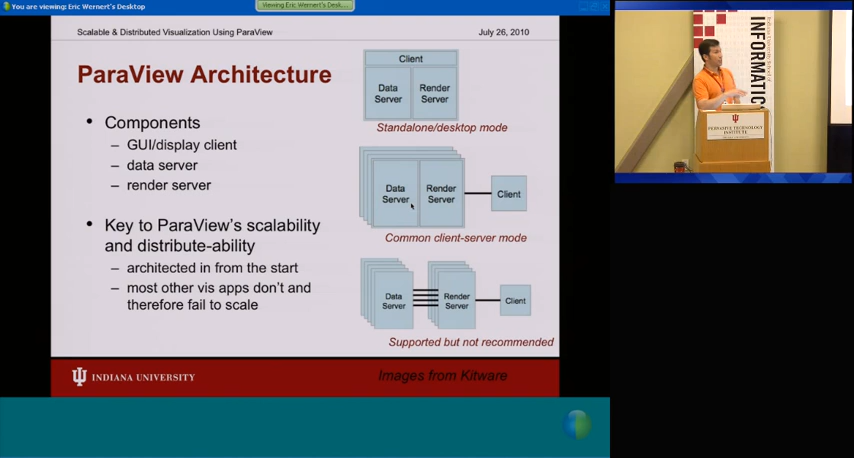 You are viewing: Eric Wernert's Desktop
Viewing Eric Wernert's Desk...
Scalable & Distributed Visualization Using ParaView
July 26, 2010
ParaView Architecture
• Components
– GUI/display client
– data server
– render server
• Key to ParaView's scalability
and distribute-ability
– architected in from the start
– most other vis apps don't and
therefore fail to scale
Client
Data
Server
Render
Server
Standalone/desktop mode
Data
Server
Render
Server
Client
Common client-server mode
Data
Server
Render
Server
Client
Supported but not recommended
INDIANA UNIVERSITY
Images from Kitware
INFORMATIC
PERVASIVE TECHNOLOGY
INSTITUTE